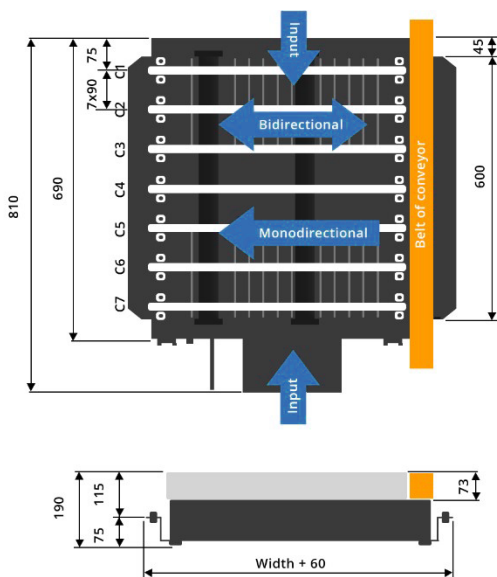 Input
75
45
C1
7x90
C2
Bidirectional
C3
690
810
C4
600
Belt of conveyor
C5
Monodirectional
C6
C7
Input
190
115
75
73
Width + 60